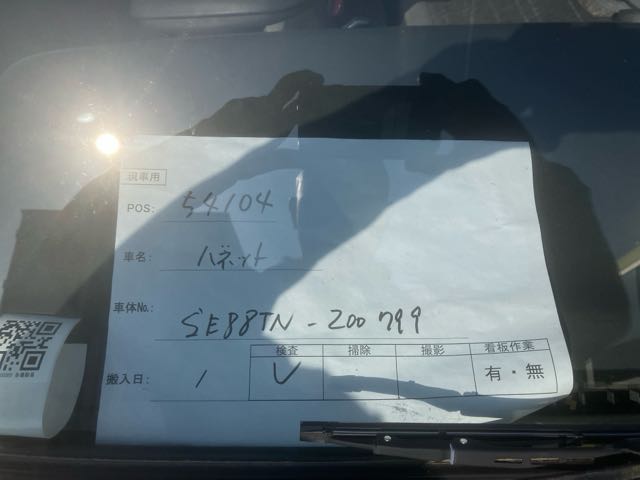 現車用
POS: 54104
車名: バネット
車体No.: SE88TN-200799
検査 掃除 撮影 看板作業
搬入日: 1 ✓ 有・無